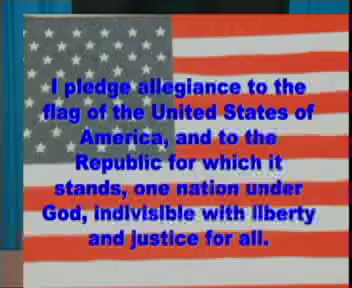 I pledge allegiance to the
flag of the United States of
America, and to the
Republic for which it
stands, one nation under
God, indivisible with liberty
and justice for all.